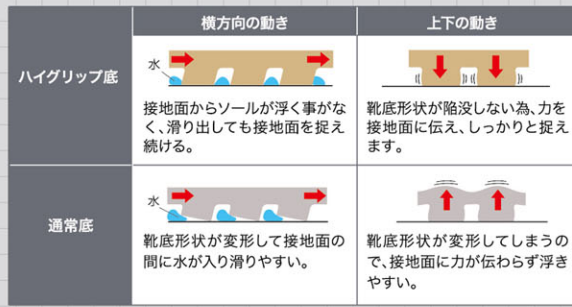 横方向の動き
上下の動き
ハイグリップ底
水
接地面からソールが浮く事がな
く、滑り出しても接地面を捉え
続ける。
靴底形状が陥没しない為、力を
接地面に伝え、しっかりと捉え
ます。
通常底
水
靴底形状が変形して接地面の
間に水が入り滑りやすい。
靴底形状が変形してしまうの
で、接地面に力が伝わらず浮き
やすい。